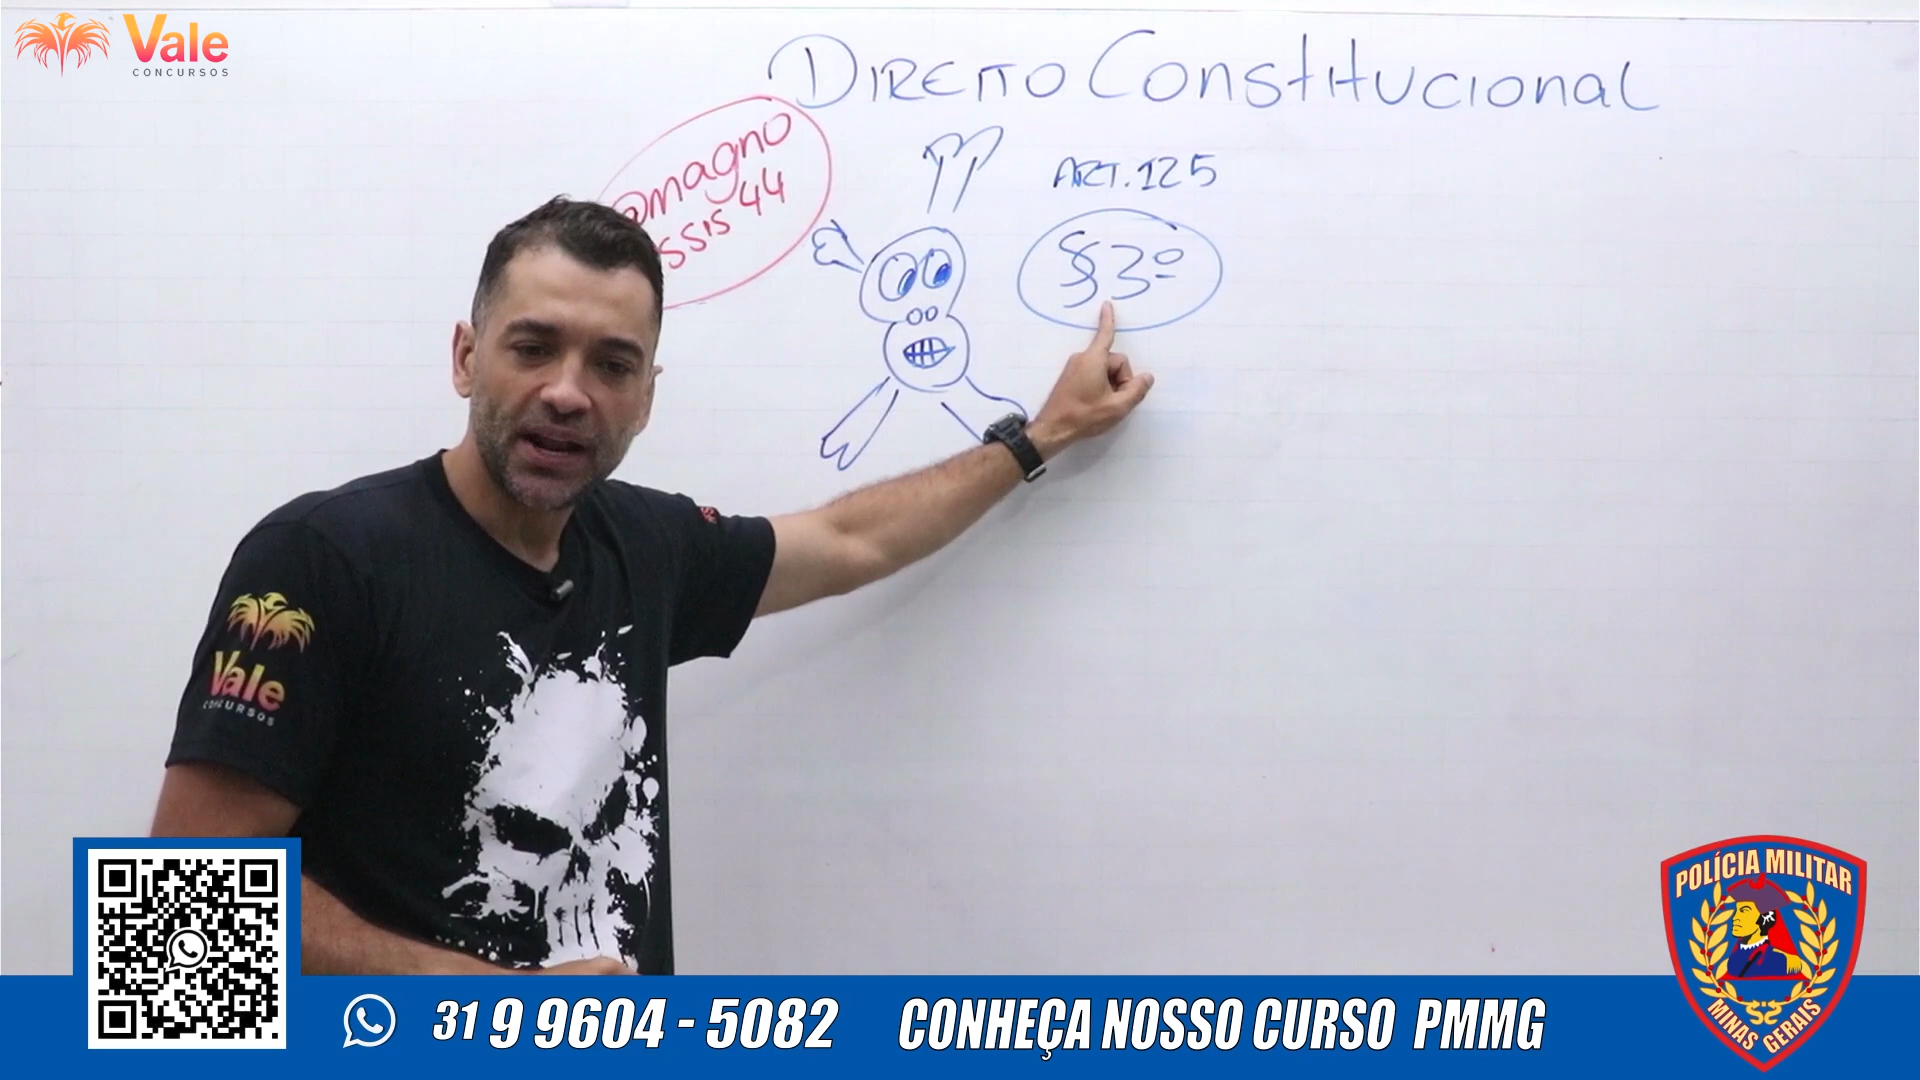 Vale
CONCURSOS
DIREITO CONSTITUCIONAL
@magno
ssis 44
ART. 125
§3º
Vale
CONCURSOS
31 9 9604 - 5082
CONHEÇA NOSSO CURSO PMMG
POLÍCIA MILITAR
MINAS GERAIS